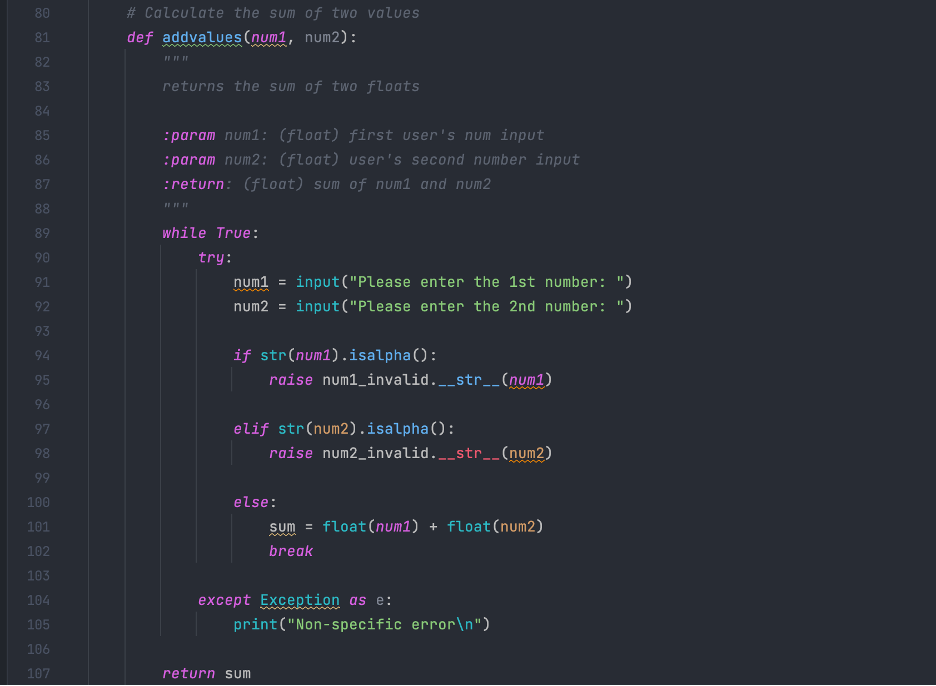 80 # Calculate the sum of two values
81 def addvalues(num1, num2):
82 """
83 returns the sum of two floats
84
85 :param num1: (float) first user's num input
86 :param num2: (float) user's second number input
87 :return: (float) sum of num1 and num2
88 """
89 while True:
90 try:
91 num1 = input("Please enter the 1st number: ")
92 num2 = input("Please enter the 2nd number: ")
93
94 if str(num1).isalpha():
95 raise num1_invalid.__str__(num1)
96
97 elif str(num2).isalpha():
98 raise num2_invalid.__str__(num2)
99
100 else:
101 sum = float(num1) + float(num2)
102 break
103
104 except Exception as e:
105 print("Non-specific error\n")
106
107 return sum